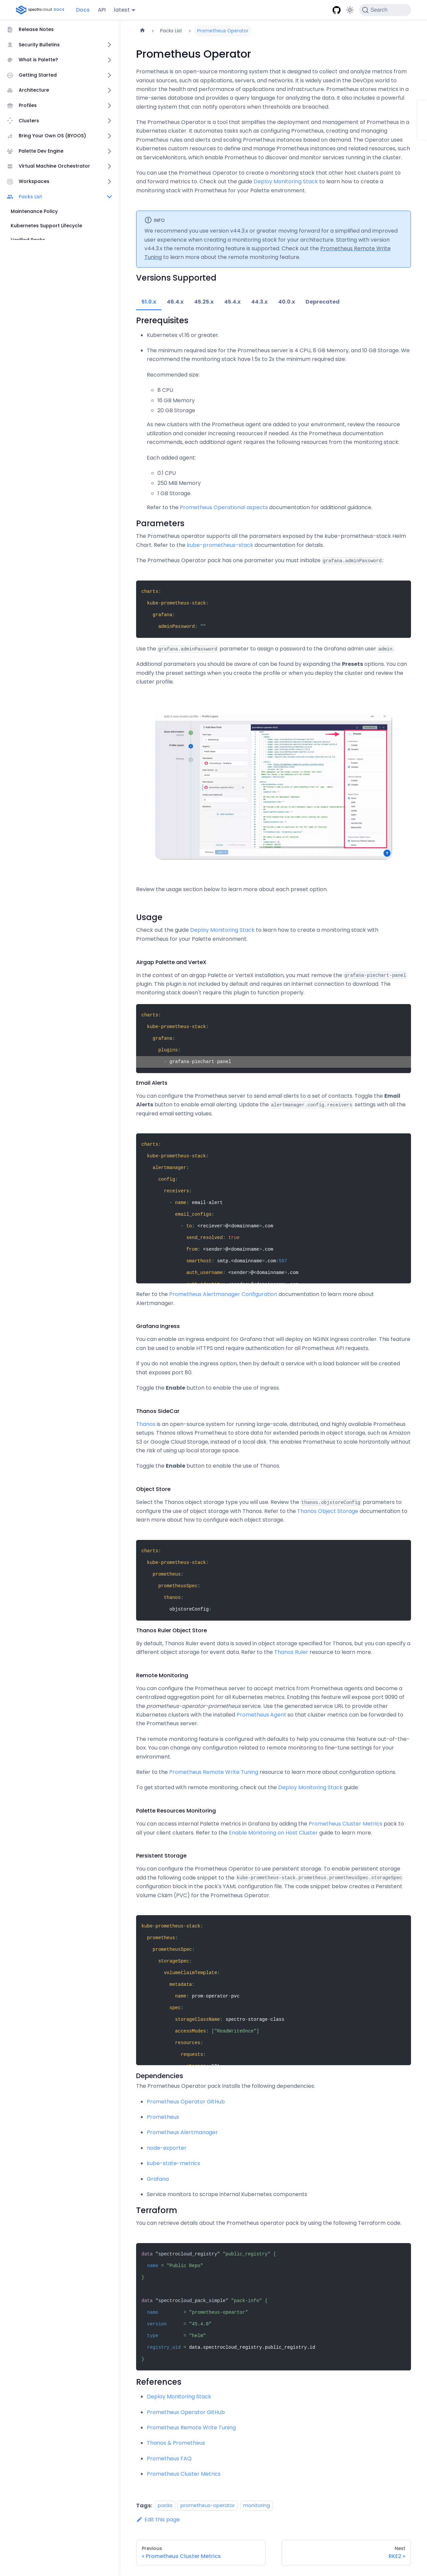 spectrocloud DOCS
Docs
API
latest
Search
Release Notes
Security Bulletins
What is Palette?
Getting Started
Architecture
Profiles
Clusters
Bring Your Own OS (BYOOS)
Palette Dev Engine
Virtual Machine Orchestrator
Workspaces
Packs List
Maintenance Policy
Kubernetes Support Lifecycle
Packs List
Prometheus Operator
Prometheus Operator
Prometheus is an open-source monitoring system that is designed to collect and analyze metrics from
various systems, such as applications, servers, and networks. It is widely used to monitor the
health and performance of applications and infrastructure. Prometheus stores metrics in a
time-series database and provides a query language for analyzing the data. It also includes a powerful
alerting system that can notify operators when thresholds are breached.
The Prometheus Operator is a tool that simplifies the deployment and management of Prometheus in a
Kubernetes cluster. It automates tasks such as configuring Prometheus, creating and managing
Prometheus rules and alerts and scaling Prometheus instances based on demand. The Operator uses
Kubernetes custom resources to define and manage Prometheus instances and related resources, such
as ServiceMonitors, which enable Prometheus to discover and monitor services running in the cluster.
You can use the Prometheus Operator to create a monitoring stack that other host clusters point to
and forward metrics to. Check out the guide Deploy Monitoring Stack to learn how to create a
monitoring stack with Prometheus for your Palette environment.
INFO
We recommend you use version v44.3.x or greater moving forward for a simplified and improved
user experience when creating a monitoring stack for your architecture. Starting with version
v44.3.x the remote monitoring feature is supported. Check out the Prometheus Remote Write
Tuning to learn more about the remote monitoring feature.
Versions Supported
51.0.x
46.4.x
45.25.x
45.4.x
44.3.x
40.0.x
Deprecated
Prerequisites
Kubernetes v1.16 or greater.
The minimum required size for the Prometheus server is 4 CPU, 8 GB Memory, and 10 GB Storage. We
recommend the monitoring stack have about 1.5x to 2x the minimum required size.
Recommended size:
8 CPU
16 GB Memory
20 GB Storage
As new clusters with the Prometheus agent are added to your environment, review the resource
utilization and consider increasing resources if needed. As the Prometheus documentation
recommends, each additional agent requires the following resources from the monitoring stack:
Each added agent:
0.1 CPU
250 MiB Memory
1 GB Storage
Refer to the Prometheus Operational aspects documentation for additional guidance.
Parameters
The Prometheus operator supports all the parameters exposed by the kube-prometheus-stack Helm
Chart. Refer to the kube-prometheus-stack documentation for details.
The Prometheus Operator pack has one parameter you must initialize grafana.adminPassword:
charts:
kube-prometheus-stack:
grafana:
adminPassword: ""
Use the grafana.adminPassword parameter to assign a password to the Grafana admin user admin.
Additional parameters you should be aware of can be found by expanding the Presets options. You can
modify the preset settings when you create the profile or when you deploy the cluster and review the
cluster profile.
Review the usage section below to learn more about each preset option.
Usage
Check out the guide Deploy Monitoring Stack to learn how to create a monitoring stack with
Prometheus for your Palette environment.
Airgap Palette and VerteX
In the context of an airgap Palette or VerteX installation, you must remove the grafana-piechart-panel
plugin. This plugin is not included by default and requires an internet connection to download. The
monitoring stack doesn't require this plugin to function properly.
charts:
kube-prometheus-stack:
grafana:
plugins:
- grafana-piechart-panel
Email Alerts
You can configure the Prometheus server to send email alerts to a set of contacts. Toggle the Email
Alerts button to enable email alerting. Update the alertmanager.config.receivers settings with all the
required email setting values.
charts:
kube-prometheus-stack:
alertmanager:
config:
receivers:
- name: email-alert
email_configs:
- to: <reciever>@<domainname>.com
send_resolved: true
from: <sender>@<domainname>.com
smarthost: smtp.<domainname>.com:587
auth_username: <sender>@<domainname>.com
Refer to the Prometheus Alertmanager Configuration documentation to learn more about
Alertmanager.
Grafana Ingress
You can enable an ingress endpoint for Grafana that will deploy an NGINX ingress controller. This feature
can be used to enable HTTPS and require authentication for all Prometheus API requests.
If you do not enable the ingress option, then by default a service with a load balancer will be created
that exposes port 80.
Toggle the Enable button to enable the use of Ingress.
Thanos SideCar
Thanos is an open-source system for running large-scale, distributed, and highly available Prometheus
setups. Thanos allows Prometheus to store data for extended periods in object storage, such as Amazon
S3 or Google Cloud Storage, instead of a local disk. This enables Prometheus to scale horizontally without
the risk of using up local storage space.
Toggle the Enable button to enable the use of Thanos.
Object Store
Select the Thanos object storage type you will use. Review the thanos.objstoreConfig parameters to
configure the use of object storage with Thanos. Refer to the Thanos Object Storage documentation to
learn more about how to configure each object storage.
charts:
kube-prometheus-stack:
prometheus:
prometheusSpec:
thanos:
objstoreConfig:
Thanos Ruler Object Store
By default, Thanos Ruler event data is saved in object storage specified for Thanos, but you can specify a
different object storage for event data. Refer to the Thanos Ruler resource to learn more.
Remote Monitoring
You can configure the Prometheus server to accept metrics from Prometheus agents and become a
centralized aggregation point for all Kubernetes metrics. Enabling this feature will expose port 9090 of
the prometheus-operator-prometheus service. Use the generated service URL to provide other
Kubernetes clusters with the installed Prometheus Agent so that cluster metrics can be forwarded to
the Prometheus server.
The remote monitoring feature is configured with defaults to help you consume this feature out-of-the-
box. You can change any configuration related to remote monitoring to fine-tune settings for your
environment.
Refer to the Prometheus Remote Write Tuning resource to learn more about configuration options.
To get started with remote monitoring, check out the Deploy Monitoring Stack guide.
Palette Resources Monitoring
You can access internal Palette metrics in Grafana by adding the Prometheus Cluster Metrics pack to
all your client clusters. Refer to the Enable Monitoring on Host Cluster guide to learn more.
Persistent Storage
You can configure the Prometheus Operator to use persistent storage. To enable persistent storage
add the following code snippet to the kube-prometheus-stack.prometheus.prometheusSpec.storageSpec
configuration block in the pack's YAML configuration file. The code snippet below creates a Persistent
Volume Claim (PVC) for the Prometheus Operator.
kube-prometheus-stack:
prometheus:
prometheusSpec:
storageSpec:
volumeClaimTemplate:
metadata:
name: prom-operator-pvc
spec:
storageClassName: spectro-storage-class
accessModes: ["ReadWriteOnce"]
resources:
requests:
Dependencies
The Prometheus Operator pack installs the following dependencies:
Prometheus Operator GitHub
Prometheus
Prometheus Alertmanager
node-exporter
kube-state-metrics
Grafana
Service monitors to scrape internal Kubernetes components
Terraform
You can retrieve details about the Prometheus operator pack by using the following Terraform code.
data "spectrocloud_registry" "public_registry" {
name = "Public Repo"
}
data "spectrocloud_pack_simple" "pack-info" {
name = "prometheus-opeartor"
version = "45.4.0"
type = "helm"
registry_uid = data.spectrocloud_registry.public_registry.id
}
References
Deploy Monitoring Stack
Prometheus Operator GitHub
Prometheus Remote Write Tuning
Thanos & Prometheus
Prometheus FAQ
Prometheus Cluster Metrics
Tags: packs prometheus-operator monitoring
Edit this page
Previous
« Prometheus Cluster Metrics
Next
RKE2 »